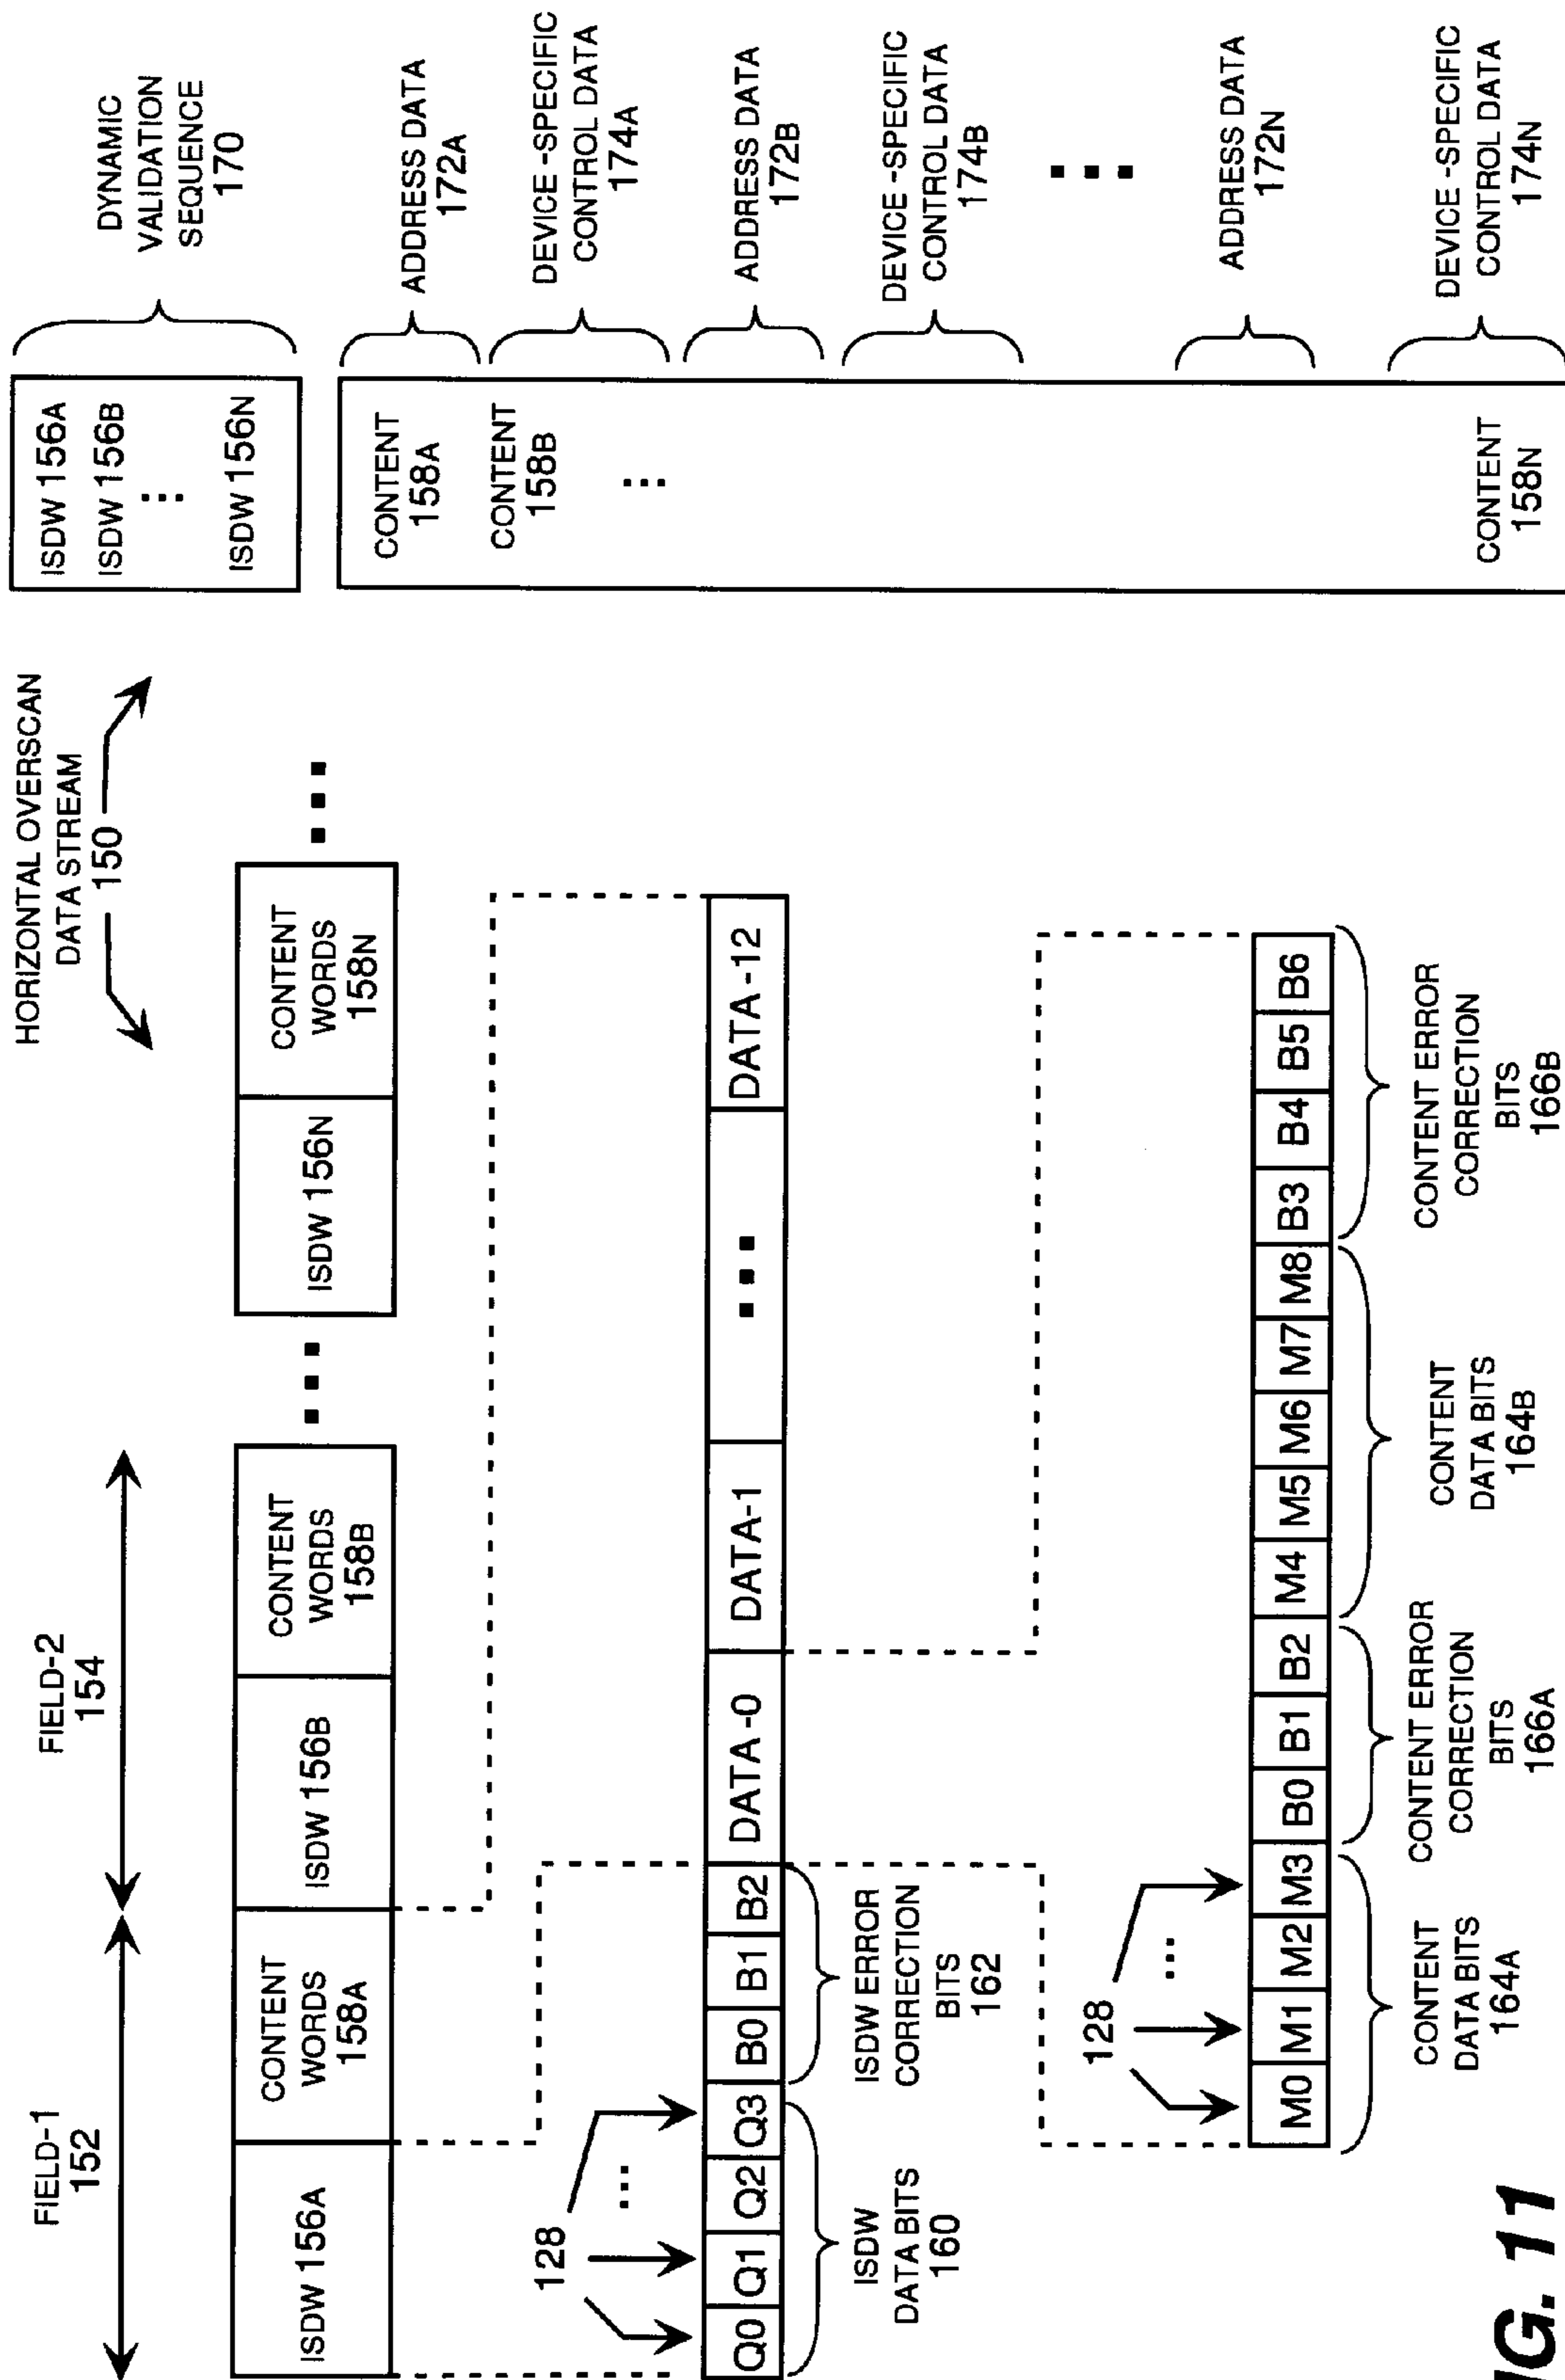 HORIZONTAL OVERSCAN
DATA STREAM
150
FIELD-1
152
FIELD-2
154
ISDW 156A
CONTENT
WORDS
158A
ISDW 156B
CONTENT
WORDS
158B
...
ISDW 156N
CONTENT
WORDS
158N
...
128
...
Q0 Q1 Q2 Q3 B0 B1 B2 DATA-0 DATA-1 ... DATA-12
ISDW
DATA BITS
160
ISDW ERROR
CORRECTION
BITS
162
128
...
M0 M1 M2 M3 B0 B1 B2 M4 M5 M6 M7 M8 B3 B4 B5 B6
CONTENT
DATA BITS
164A
CONTENT ERROR
CORRECTION
BITS
166A
CONTENT
DATA BITS
164B
CONTENT ERROR
CORRECTION
BITS
166B
ISDW 156A
ISDW 156B
...
ISDW 156N
DYNAMIC
VALIDATION
SEQUENCE
170
CONTENT
158A
CONTENT
158B
...
CONTENT
158N
ADDRESS DATA
172A
DEVICE -SPECIFIC
CONTROL DATA
174A
ADDRESS DATA
172B
DEVICE -SPECIFIC
CONTROL DATA
174B
...
ADDRESS DATA
172N
DEVICE -SPECIFIC
CONTROL DATA
174N
IG. 11